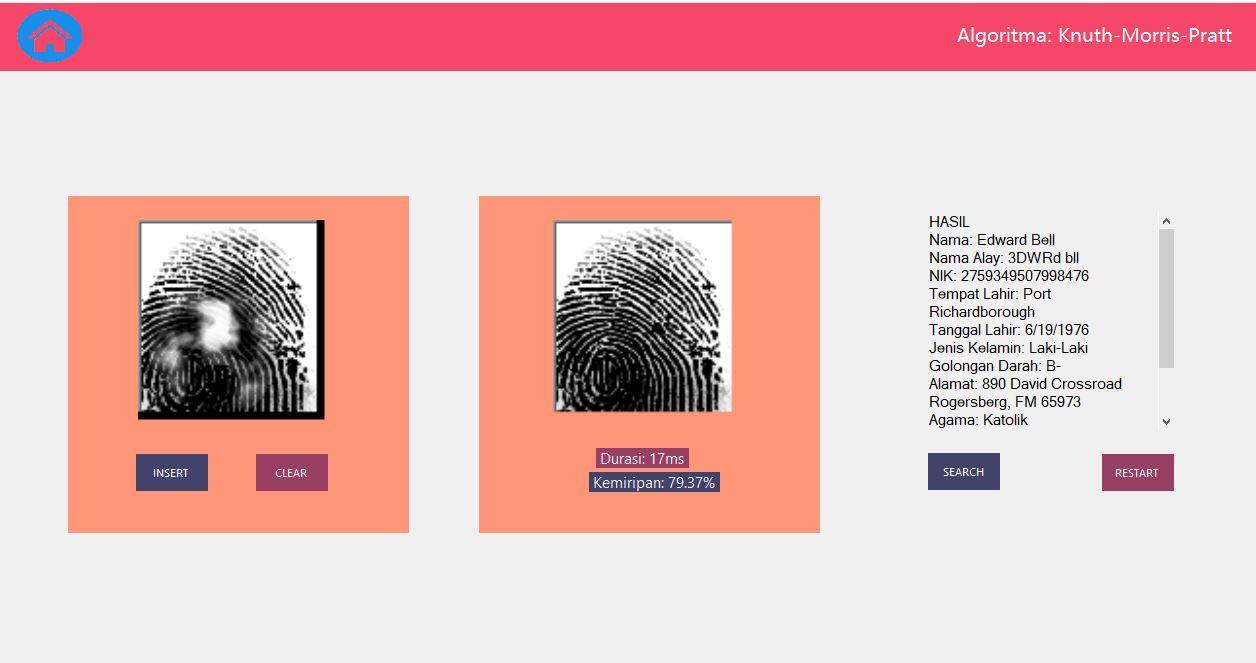 Algoritma: Knuth-Morris-Pratt
INSERT
CLEAR
Durasi: 17ms
Kemiripan: 79.37%
HASIL
Nama: Edward Bell
Nama Alay: 3DWRd bll
NIK: 2759349507998476
Tempat Lahir: Port
Richardborough
Tanggal Lahir: 6/19/1976
Jenis Kelamin: Laki-Laki
Golongan Darah: B-
Alamat: 890 David Crossroad
Rogersberg, FM 65973
Agama: Katolik
SEARCH
RESTART